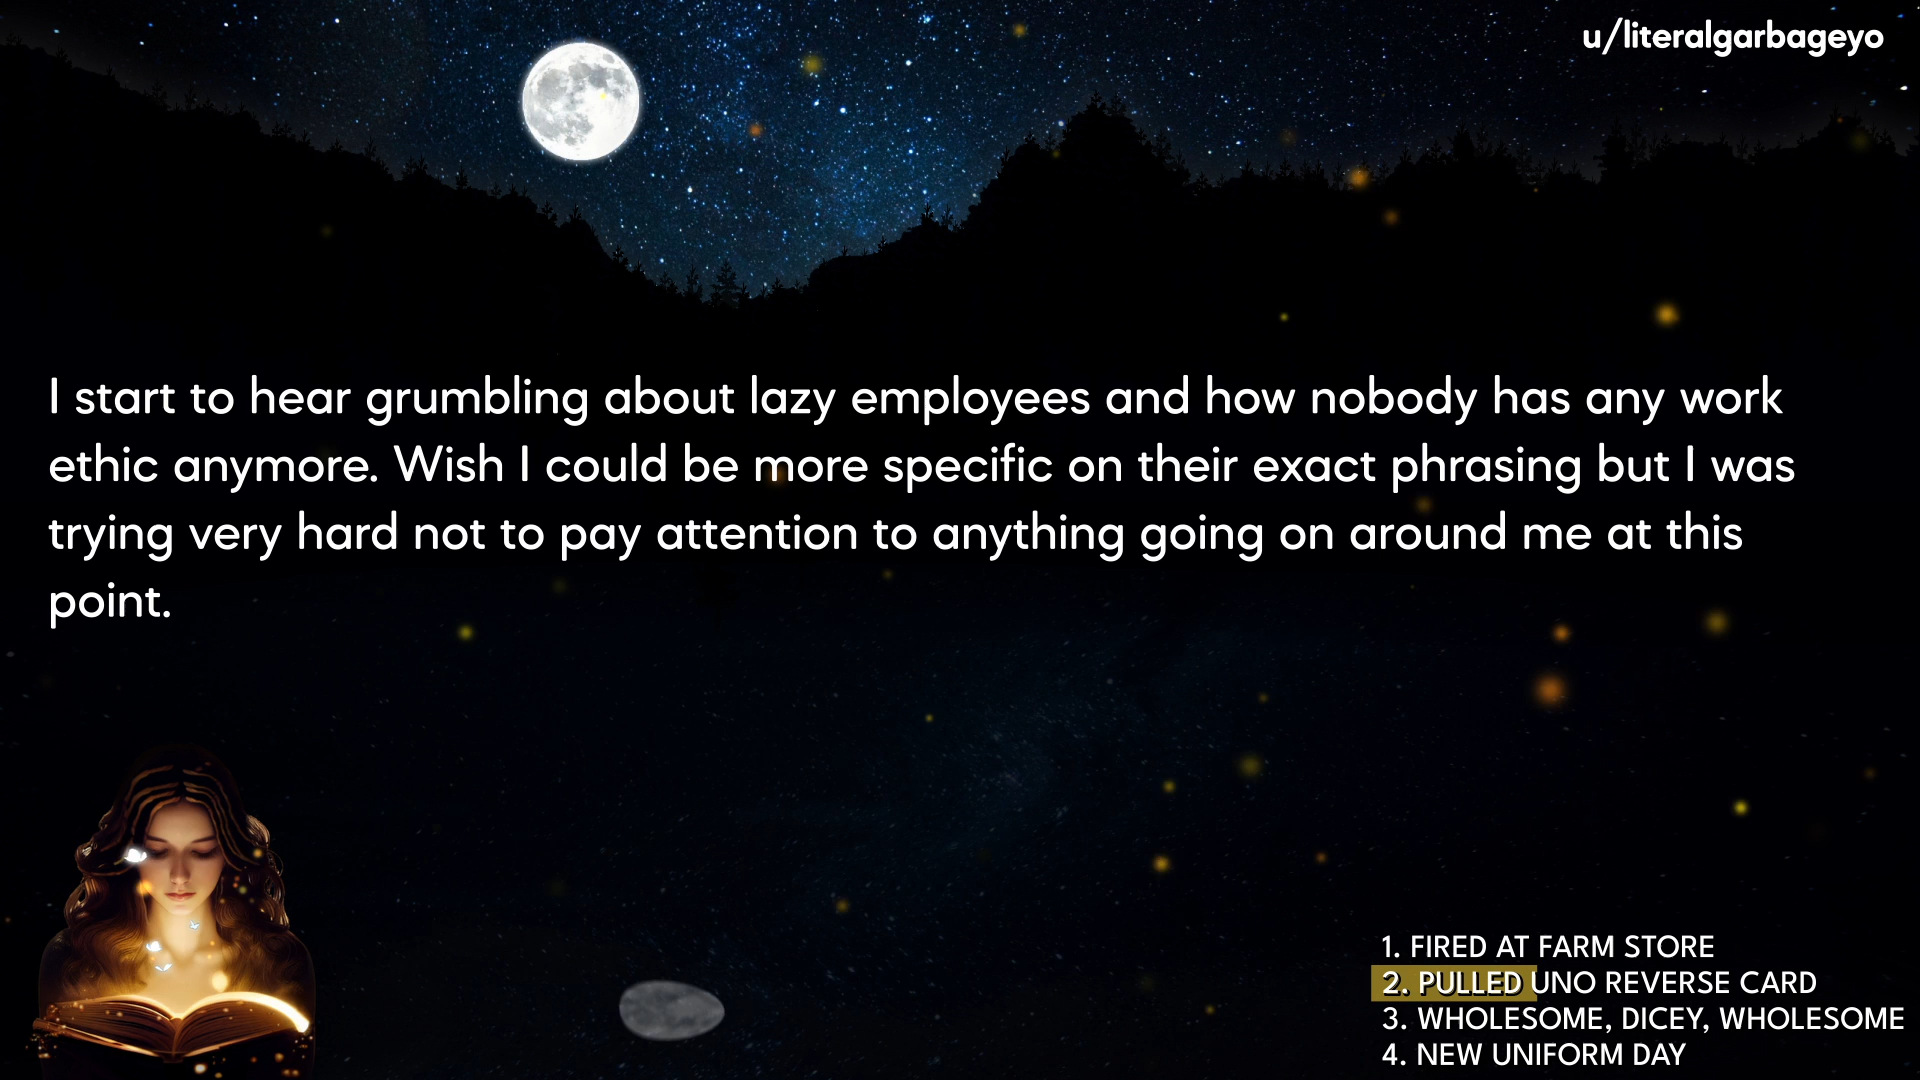 u/literalgarbageyo
I start to hear grumbling about lazy employees and how nobody has any work
ethic anymore. Wish I could be more specific on their exact phrasing but I was
trying very hard not to pay attention to anything going on around me at this
point.
1. FIRED AT FARM STORE
2. PULLED UNO REVERSE CARD
3. WHOLESOME, DICEY, WHOLESOME
4. NEW UNIFORM DAY